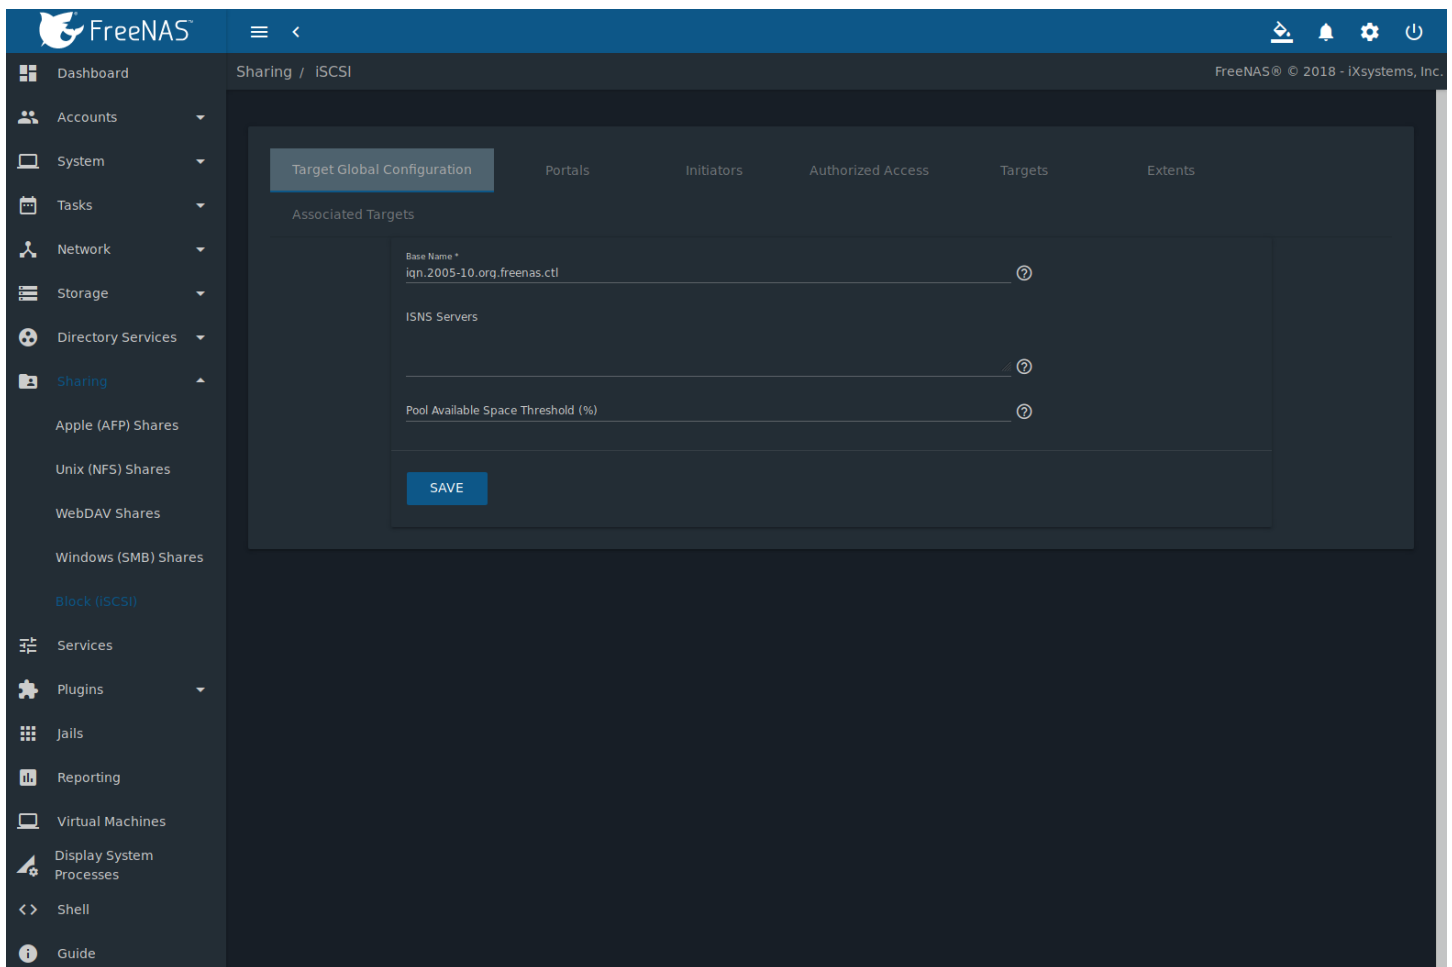 FreeNAS™
Sharing / iSCSI
FreeNAS® © 2018 - iXsystems, Inc.
Dashboard
Accounts
System
Tasks
Network
Storage
Directory Services
Sharing
Apple (AFP) Shares
Unix (NFS) Shares
WebDAV Shares
Windows (SMB) Shares
Block (iSCSI)
Services
Plugins
Jails
Reporting
Virtual Machines
Display System
Processes
Shell
Guide
Target Global Configuration
Portals
Initiators
Authorized Access
Targets
Extents
Associated Targets
Base Name *
iqn.2005-10.org.freenas.ctl
ISNS Servers
Pool Available Space Threshold (%)
SAVE